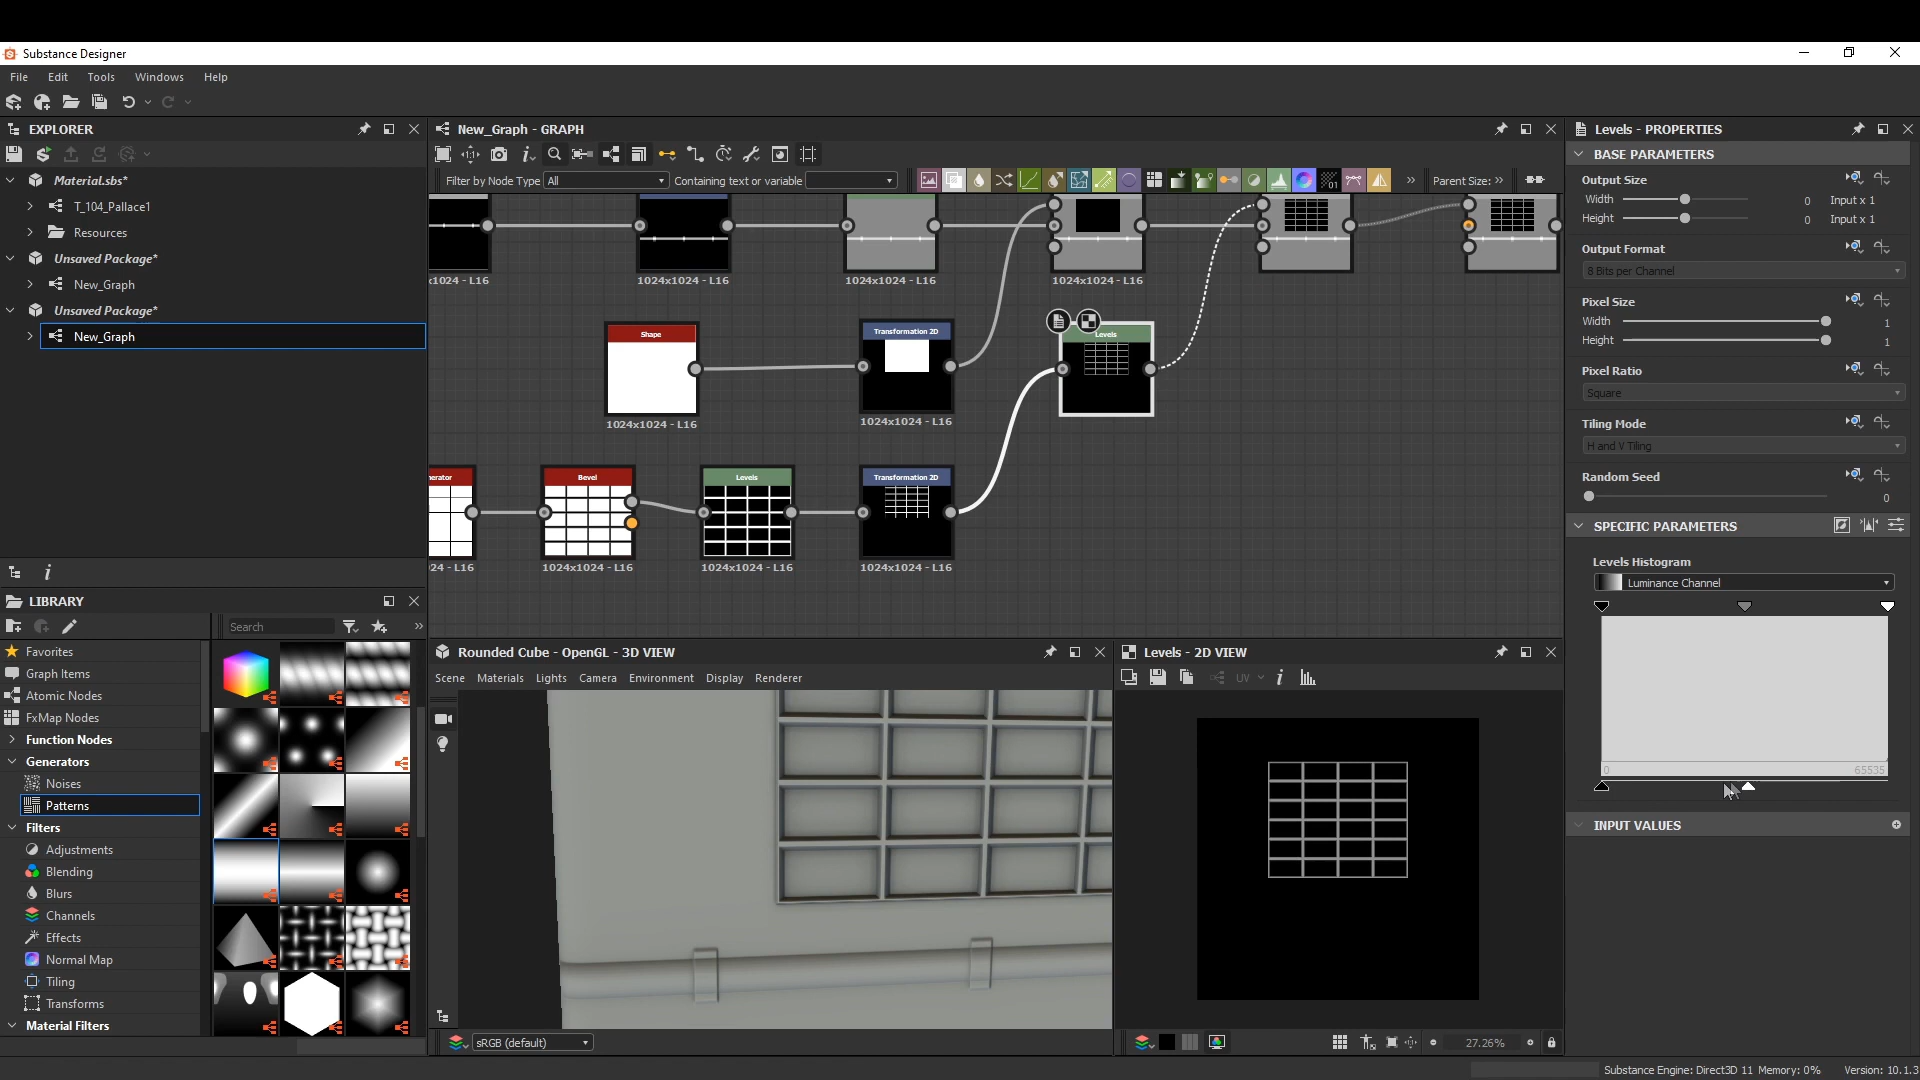 Substance Designer
File Edit Tools Windows Help
EXPLORER
Material.sbs*
T_104_Pallace1
Resources
Unsaved Package*
New_Graph
Unsaved Package*
New_Graph
LIBRARY
Search
Favorites
Graph Items
Atomic Nodes
FxMap Nodes
Function Nodes
Generators
Noises
Patterns
Filters
Adjustments
Blending
Blurs
Channels
Effects
Normal Map
Tiling
Transforms
Material Filters
New_Graph - GRAPH
Filter by Node Type All Containing text or variable Parent Size: »
x1024 - L16 1024x1024 - L16 1024x1024 - L16 1024x1024 - L16
Shape Transformation 2D Levels
1024x1024 - L16 1024x1024 - L16
nerator Bevel Levels Transformation 2D
24 - L16 1024x1024 - L16 1024x1024 - L16 1024x1024 - L16
Rounded Cube - OpenGL - 3D VIEW
Scene Materials Lights Camera Environment Display Renderer
sRGB (default)
Levels - 2D VIEW
UV
27.26%
Levels - PROPERTIES
BASE PARAMETERS
Output Size
Width 0 Input x 1
Height 0 Input x 1
Output Format
8 Bits per Channel
Pixel Size
Width 1
Height 1
Pixel Ratio
Square
Tiling Mode
H and V Tiling
Random Seed
0
SPECIFIC PARAMETERS
Levels Histogram
Luminance Channel
0 65535
INPUT VALUES
Substance Engine: Direct3D 11 Memory: 0% Version: 10.1.3